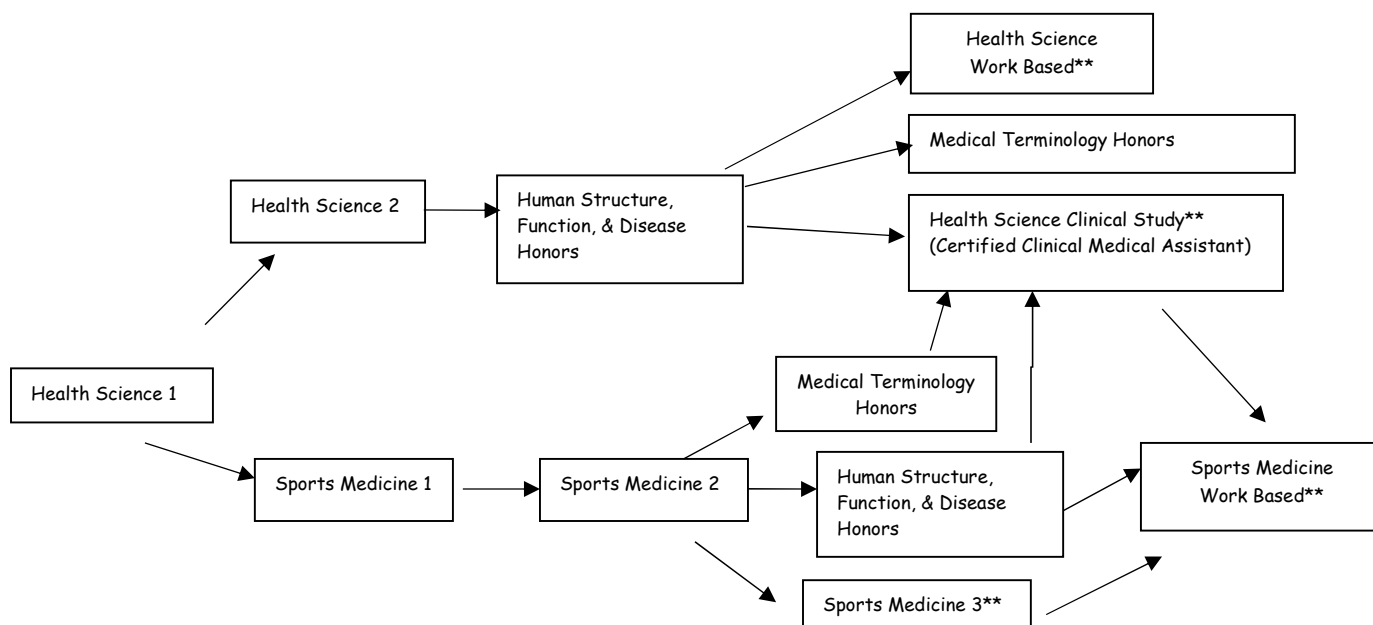 Health Science
Work Based**
Medical Terminology Honors
Health Science 2
Human Structure,
Function, & Disease
Honors
Health Science Clinical Study**
(Certified Clinical Medical Assistant)
Health Science 1
Medical Terminology
Honors
Sports Medicine 1
Sports Medicine 2
Human Structure,
Function, & Disease
Honors
Sports Medicine
Work Based**
Sports Medicine 3**